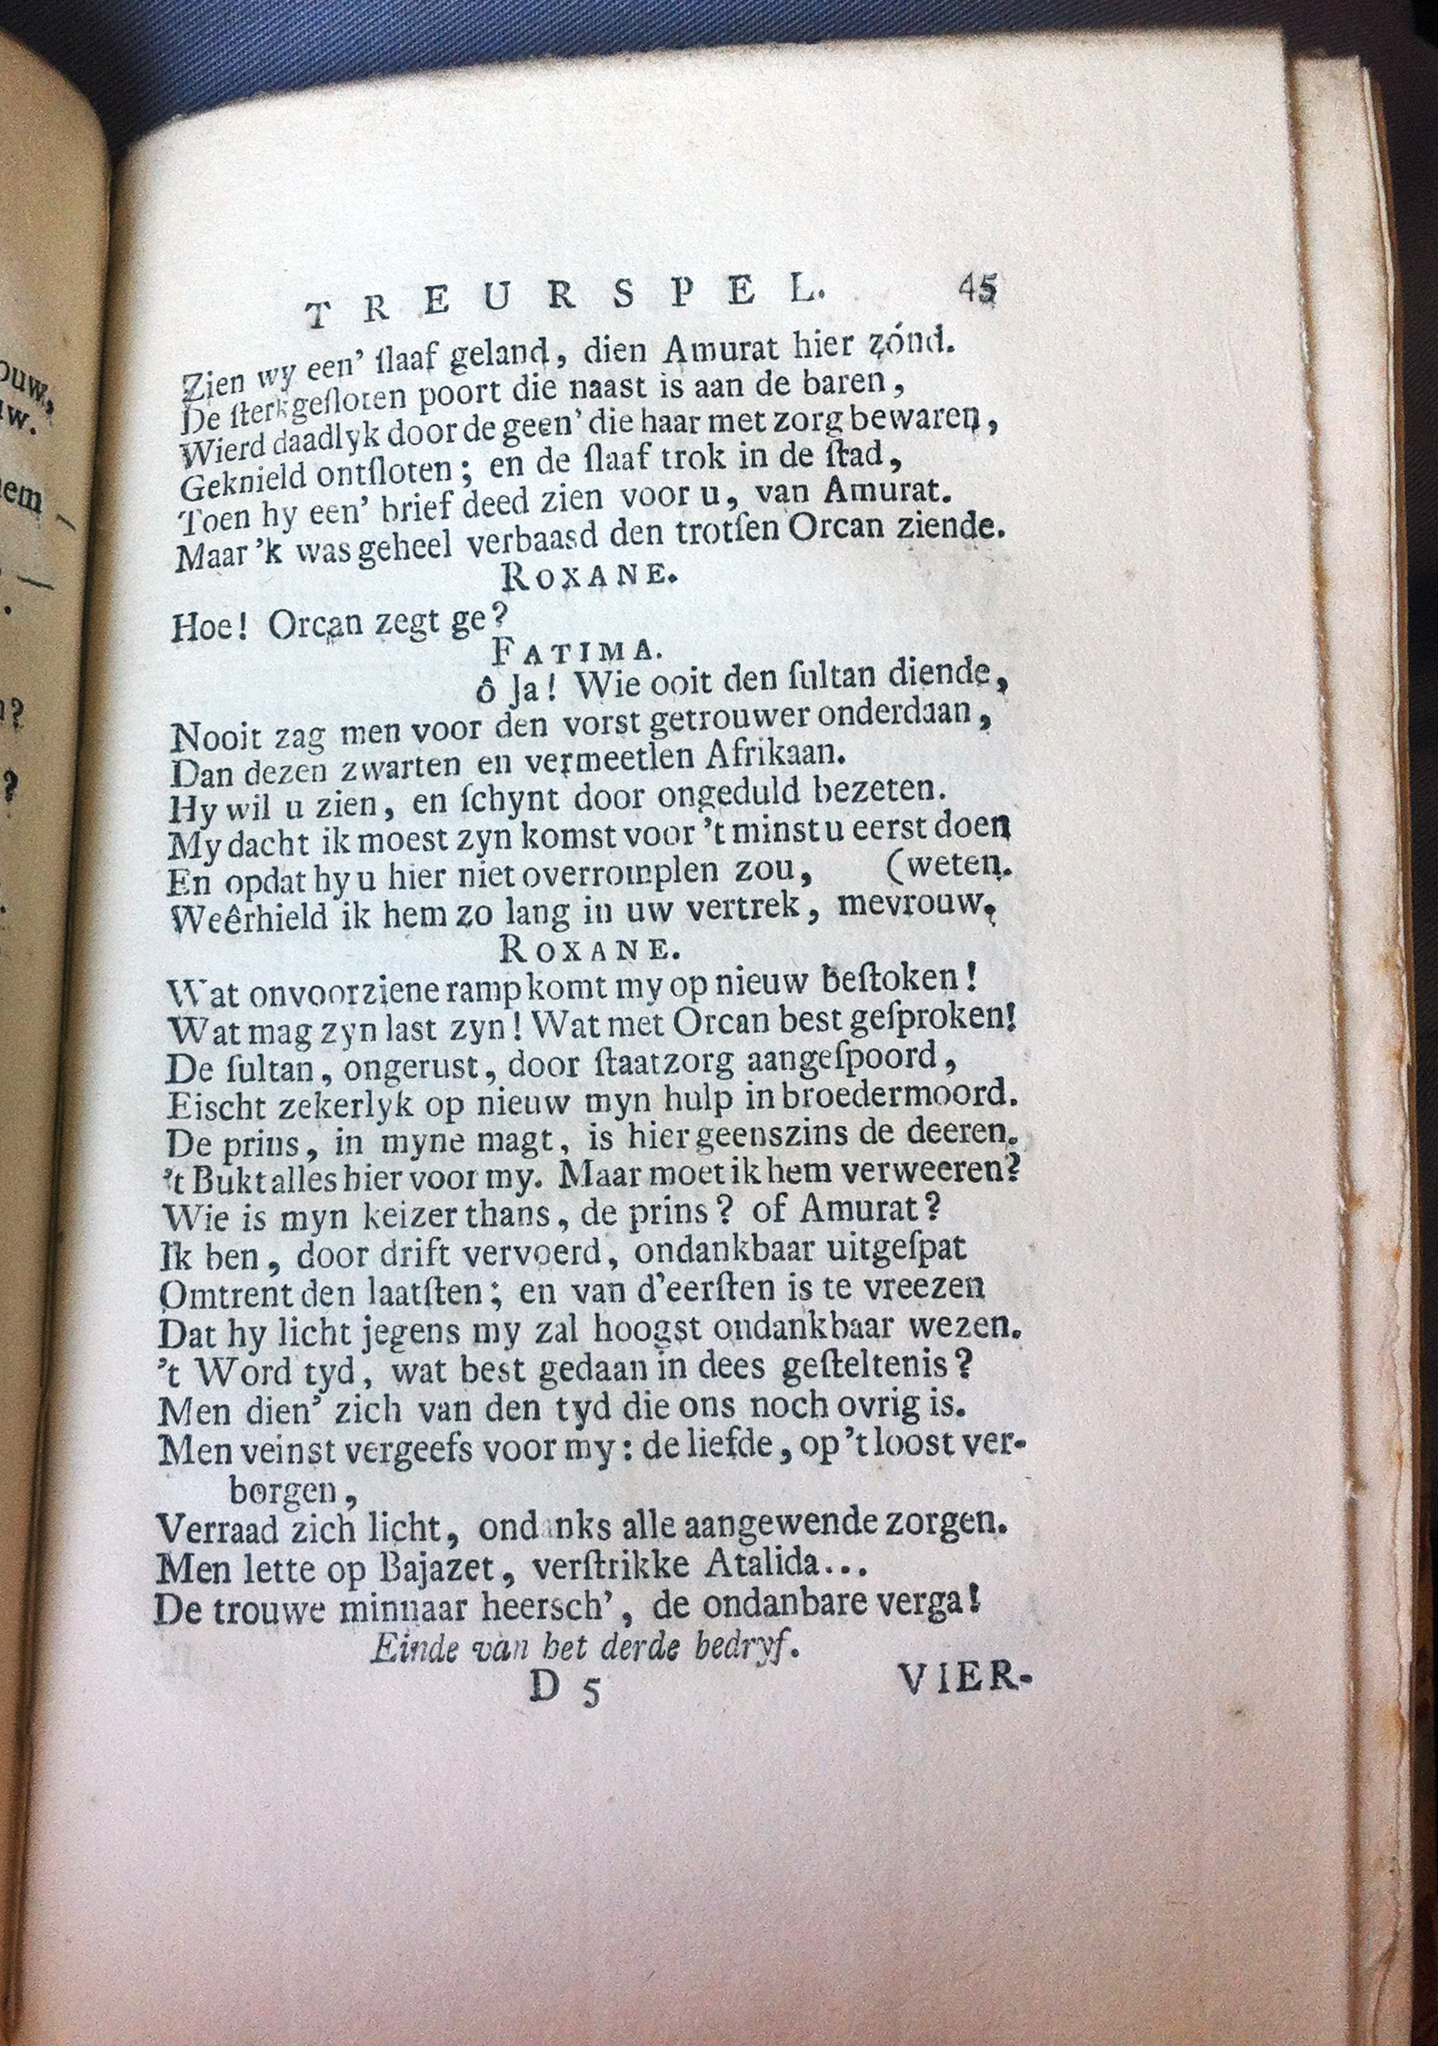 TREURSPEL. 45
Zien wy een' ſlaaf geland, dien Amurat hier zónd.
De ſterkgeſloten poort die naast is aan de baren,
Wierd daadlyk door de geen' die haar met zorg bewaren,
Geknield ontſloten; en de ſlaaf trok in de ſtad,
Toen hy een' brief deed zien voor u, van Amurat.
Maar 'k was geheel verbaasd den trotſen Orcan ziende.
ROXANE.
Hoe! Orcan zegt ge?
FATIMA.
ô Ja! Wie ooit den ſultan diende,
Nooit zag men voor den vorst getrouwer onderdaan,
Dan dezen zwarten en vermeetlen Afrikaan.
Hy wil u zien, en ſchynt door ongeduld bezeten.
My dacht ik moest zyn komst voor 't minst u eerst doen
En opdat hy u hier niet overromplen zou, (weten.
Weêrhield ik hem zo lang in uw vertrek, mevrouw.
ROXANE.
Wat onvoorziene ramp komt my op nieuw beſtoken!
Wat mag zyn last zyn! Wat met Orcan best geſproken!
De ſultan, ongerust, door ſtaatzorg aangeſpoord,
Eischt zekerlyk op nieuw myn hulp in broedermoord.
De prins, in myne magt, is hier geenszins de deeren.
't Bukt alles hier voor my. Maar moet ik hem verweeren?
Wie is myn keizer thans, de prins? of Amurat?
Ik ben, door drift vervoerd, ondankbaar uitgeſpat
Omtrent den laatſten; en van d'eerſten is te vreezen
Dat hy licht jegens my zal hoogst ondankbaar wezen.
't Word tyd, wat best gedaan in dees geſteltenis?
Men dien' zich van den tyd die ons noch ovrig is.
Men veinst vergeefs voor my: de liefde, op 't loost ver-
borgen,
Verraad zich licht, ondanks alle aangewende zorgen.
Men lette op Bajazet, verſtrikke Atalida...
De trouwe minnaar heersch', de ondanbare verga!
Einde van het derde bedryf.
D 5 VIER-